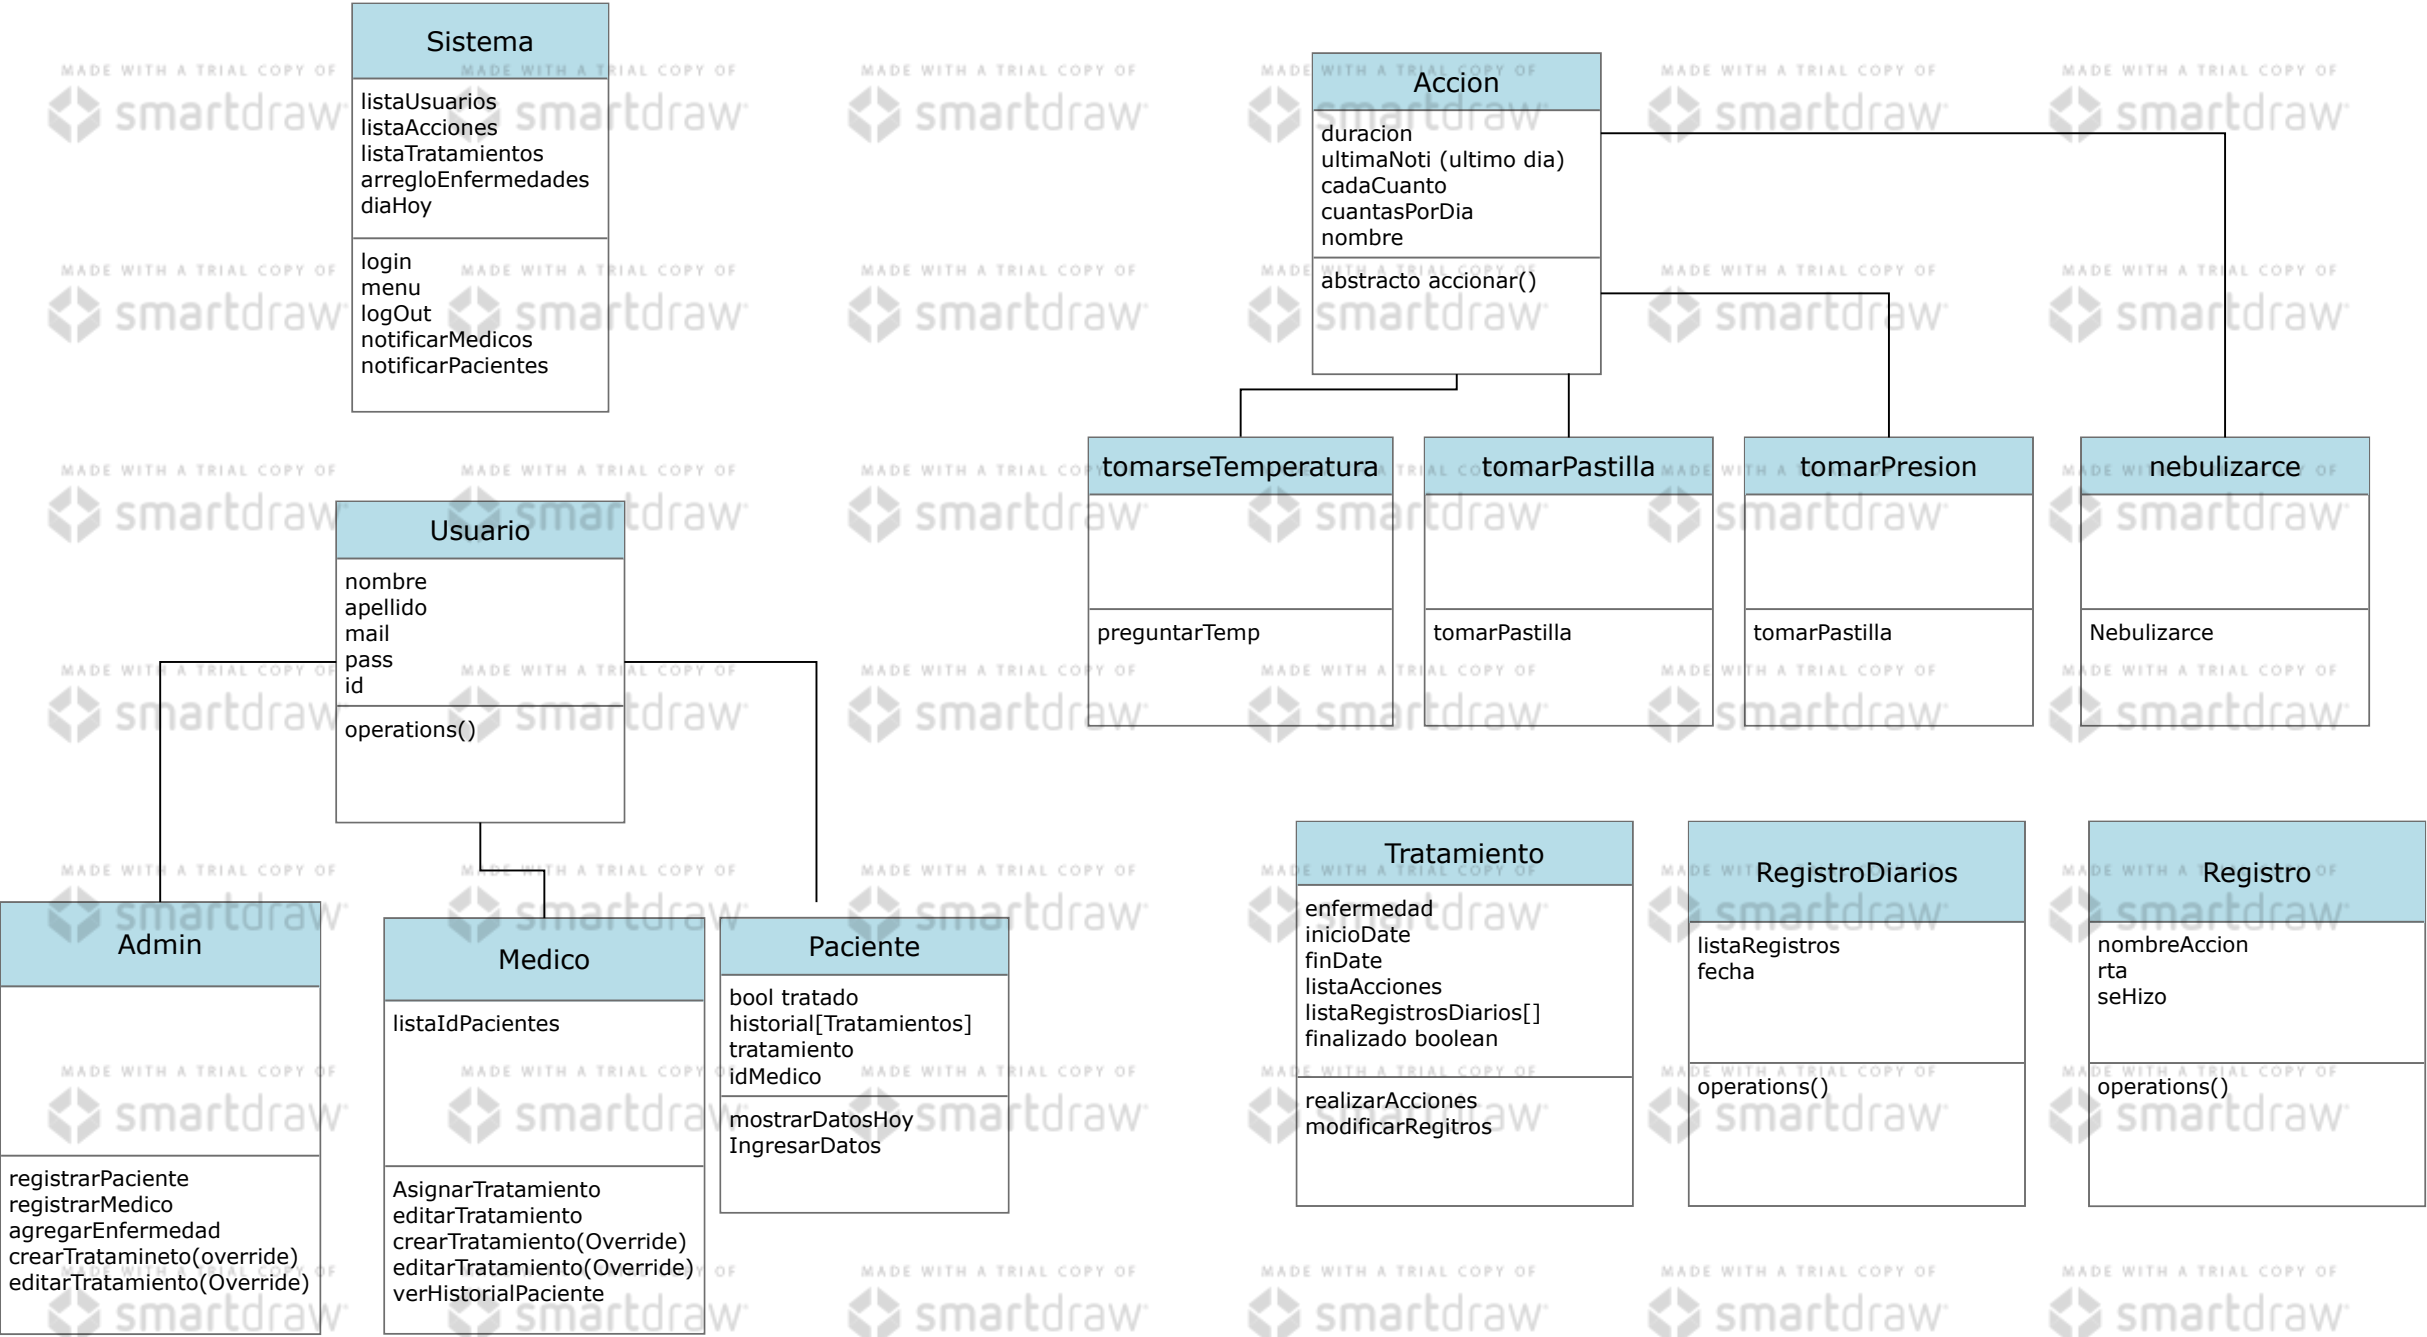 Sistema
listaUsuarios
listaAcciones
listaTratamientos
arregloEnfermedades
diaHoy
login
menu
logOut
notificarMedicos
notificarPacientes
Accion
duracion
ultimaNoti (ultimo dia)
cadaCuanto
cuantasPorDia
nombre
abstracto accionar()
tomarseTemperatura
preguntarTemp
tomarPastilla
tomarPastilla
tomarPresion
tomarPastilla
nebulizarce
Nebulizarce
Usuario
nombre
apellido
mail
pass
id
operations()
Admin
registrarPaciente
registrarMedico
agregarEnfermedad
crearTratamineto(override)
editarTratamiento(Override)
Medico
listaIdPacientes
AsignarTratamiento
editarTratamiento
crearTratamiento(Override)
editarTratamiento(Override)
verHistorialPaciente
Paciente
bool tratado
historial[Tratamientos]
tratamiento
idMedico
mostrarDatosHoy
IngresarDatos
Tratamiento
enfermedad
inicioDate
finDate
listaAcciones
listaRegistrosDiarios[]
finalizado boolean
realizarAcciones
modificarRegitros
RegistroDiarios
listaRegistros
fecha
operations()
Registro
nombreAccion
rta
seHizo
operations()
MADE WITH A TRIAL COPY OF
smartdraw